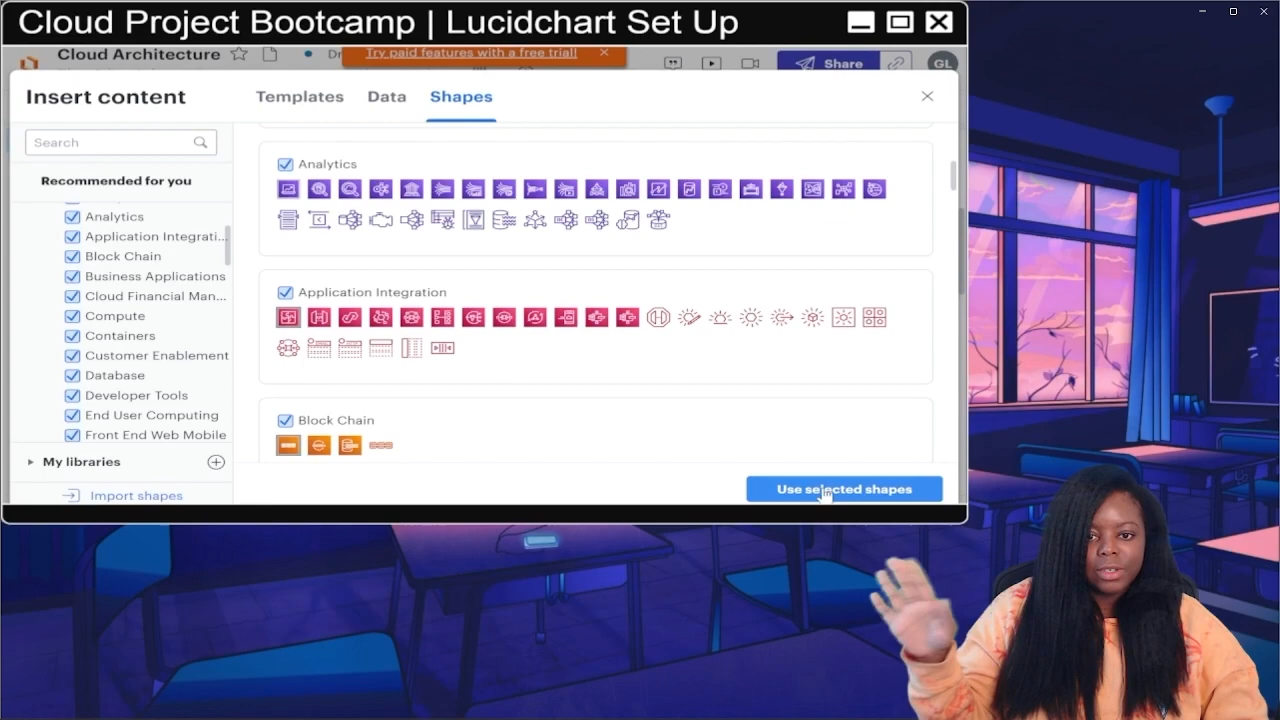 Cloud Project Bootcamp | Lucidchart Set Up
Cloud Architecture
Try paid features with a free trial!
Share
GL
Insert content
Templates
Data
Shapes
Search
Recommended for you
Analytics
Application Integrati...
Block Chain
Business Applications
Cloud Financial Man...
Compute
Containers
Customer Enablement
Database
Developer Tools
End User Computing
Front End Web Mobile
My libraries
Import shapes
Analytics
Application Integration
Block Chain
Use selected shapes